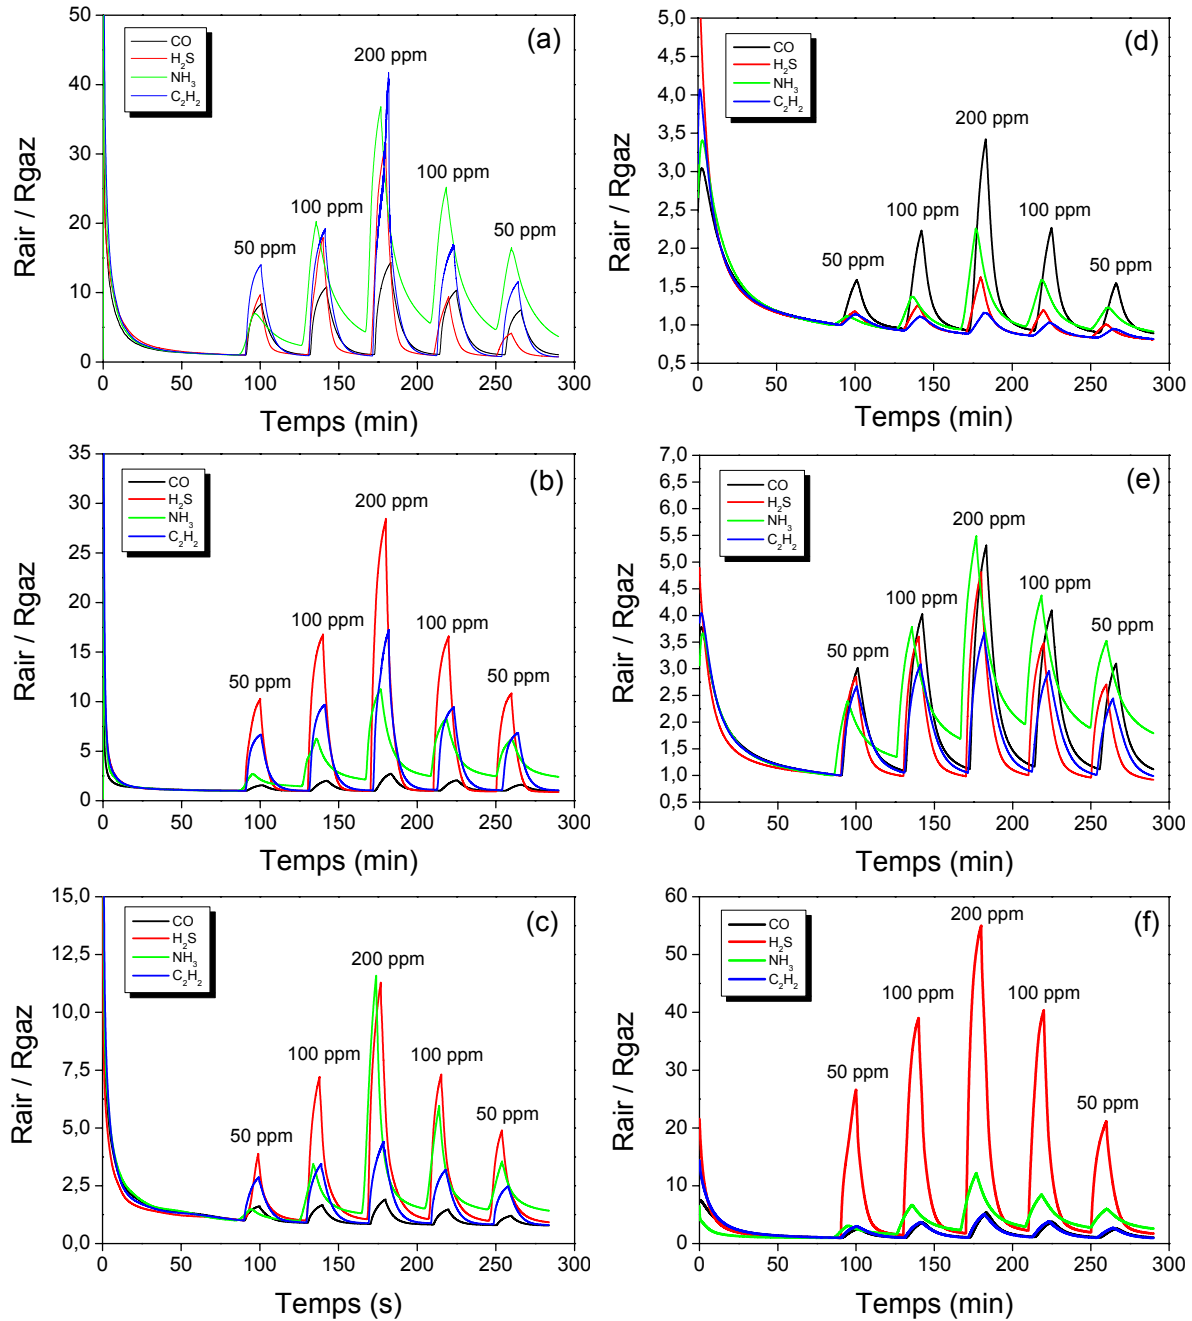 (a)
CO
H₂S
NH₃
C₂H₂
50 ppm
100 ppm
200 ppm
100 ppm
50 ppm
Rair / Rgaz
50
40
30
20
10
0
0 50 100 150 200 250 300
Temps (min)
(d)
CO
H₂S
NH₃
C₂H₂
50 ppm
100 ppm
200 ppm
100 ppm
50 ppm
Rair / Rgaz
5,0
4,5
4,0
3,5
3,0
2,5
2,0
1,5
1,0
0,5
0 50 100 150 200 250 300
Temps (min)
(b)
CO
H₂S
NH₃
C₂H₂
50 ppm
100 ppm
200 ppm
100 ppm
50 ppm
Rair / Rgaz
35
30
25
20
15
10
5
0
0 50 100 150 200 250 300
Temps (min)
(e)
CO
H₂S
NH₃
C₂H₂
50 ppm
100 ppm
200 ppm
100 ppm
50 ppm
Rair / Rgaz
7,0
6,5
6,0
5,5
5,0
4,5
4,0
3,5
3,0
2,5
2,0
1,5
1,0
0,5
0 50 100 150 200 250 300
Temps (min)
(c)
CO
H₂S
NH₃
C₂H₂
50 ppm
100 ppm
200 ppm
100 ppm
50 ppm
Rair / Rgaz
15,0
12,5
10,0
7,5
5,0
2,5
0,0
0 50 100 150 200 250 300
Temps (s)
(f)
CO
H₂S
NH₃
C₂H₂
50 ppm
100 ppm
200 ppm
100 ppm
50 ppm
Rair / Rgaz
60
50
40
30
20
10
0
0 50 100 150 200 250 300
Temps (min)